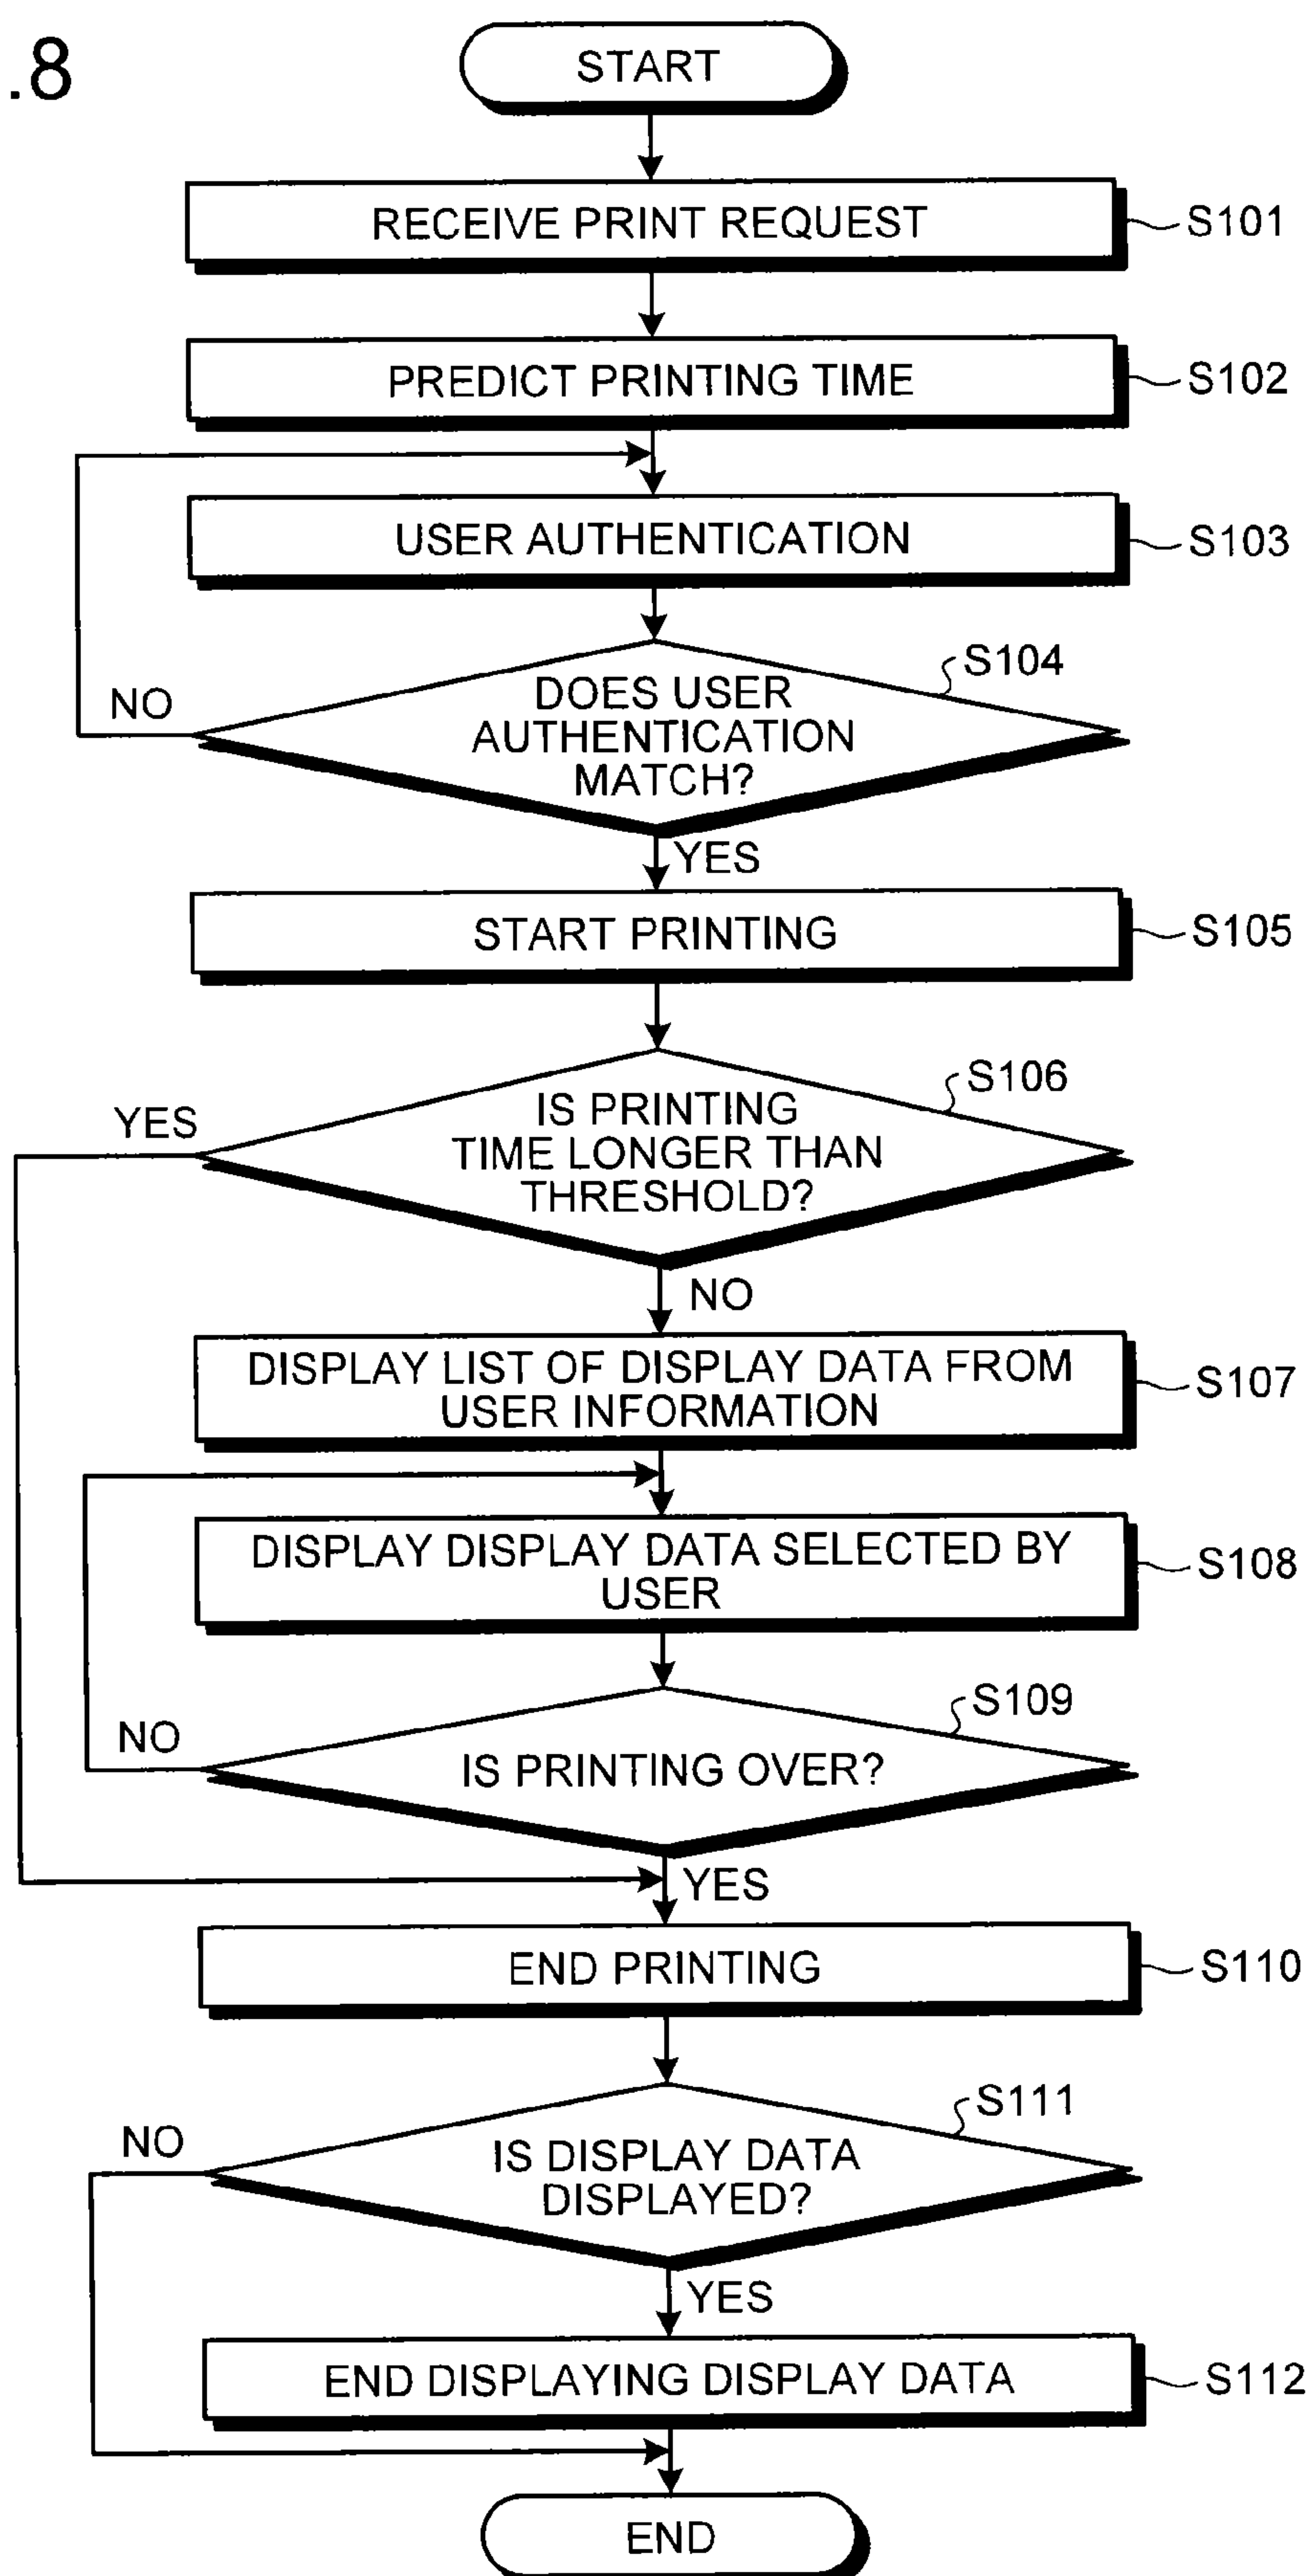 .8
START
RECEIVE PRINT REQUEST
S101
PREDICT PRINTING TIME
S102
USER AUTHENTICATION
S103
S104
DOES USER
AUTHENTICATION
MATCH?
NO
YES
START PRINTING
S105
S106
IS PRINTING
TIME LONGER THAN
THRESHOLD?
YES
NO
DISPLAY LIST OF DISPLAY DATA FROM
USER INFORMATION
S107
DISPLAY DISPLAY DATA SELECTED BY
USER
S108
S109
IS PRINTING OVER?
NO
YES
END PRINTING
S110
S111
IS DISPLAY DATA
DISPLAYED?
NO
YES
END DISPLAYING DISPLAY DATA
S112
END